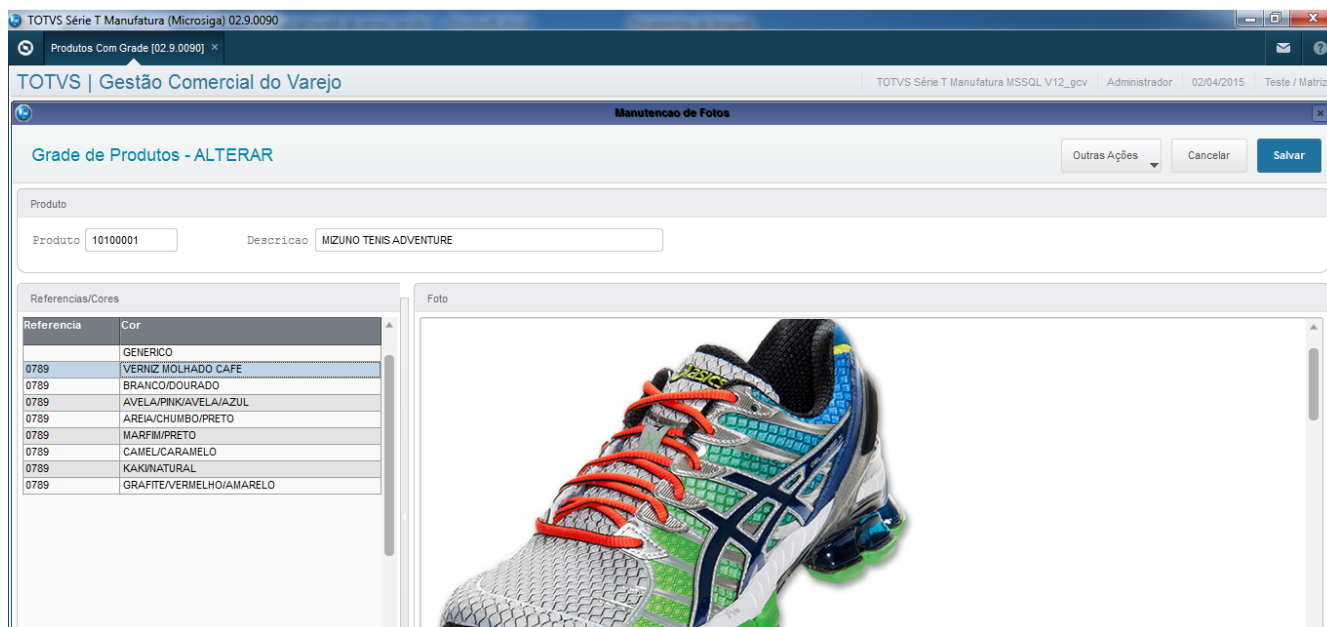 TOTVS Série T Manufatura (Microsiga) 02.9.0090
Produtos Com Grade [02.9.0090] ×
TOTVS | Gestão Comercial do Varejo
TOTVS Série T Manufatura MSSQL V12_gcv Administrador 02/04/2015 Teste / Matriz
Manutencao de Fotos
Grade de Produtos - ALTERAR
Outras Ações Cancelar Salvar
Produto
Produto 10100001 Descricao MIZUNO TENIS ADVENTURE
Referencias/Cores Foto
Referencia Cor
GENERICO
0789 VERNIZ MOLHADO CAFE
0789 BRANCO/DOURADO
0789 AVELA/PINK/AVELA/AZUL
0789 AREIA/CHUMBO/PRETO
0789 MARFIM/PRETO
0789 CAMEL/CARAMELO
0789 KAKI/NATURAL
0789 GRAFITE/VERMELHO/AMARELO
asics